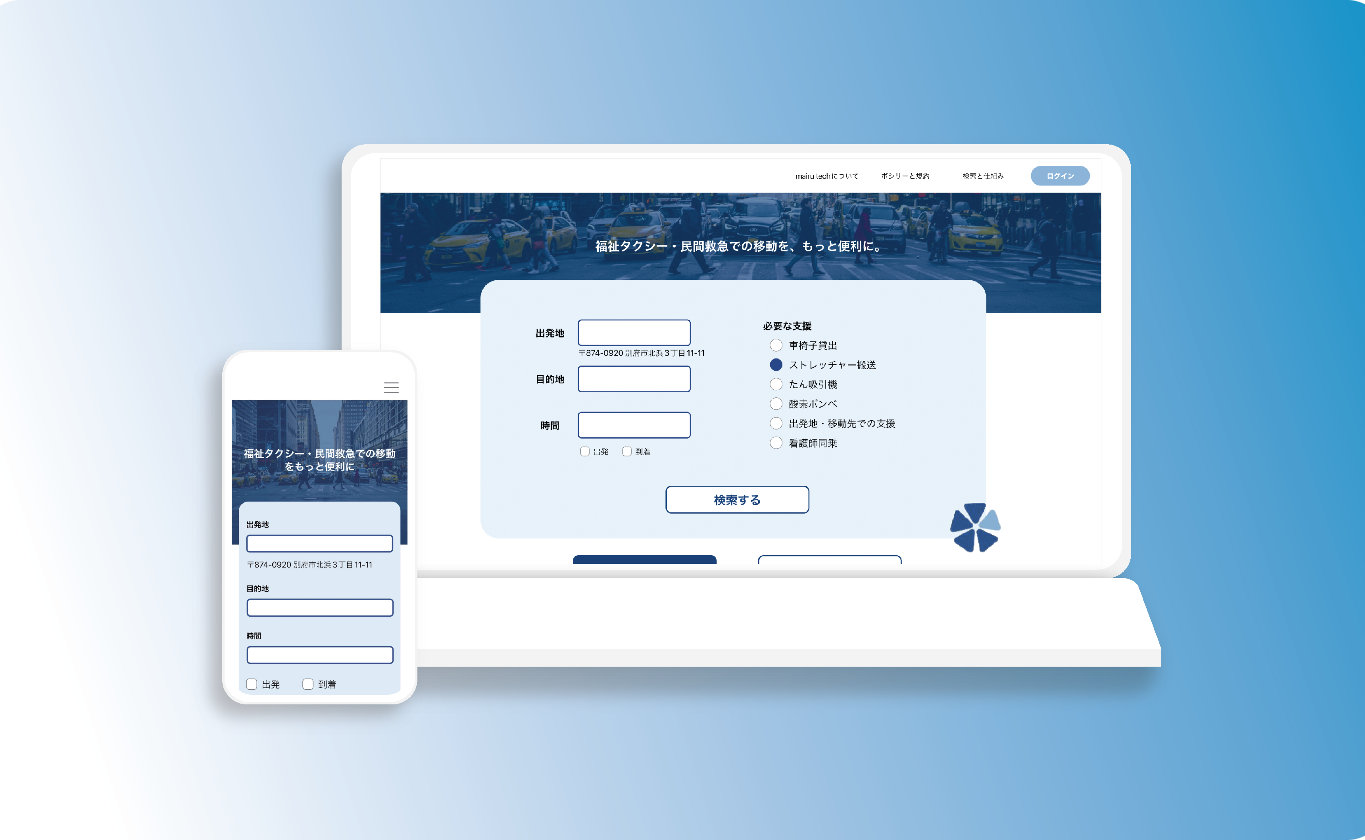 mairu techについて
ポシリーと規約
検索と仕組み
ログイン
福祉タクシー・民間救急での移動を、もっと便利に。
出発地
〒874-0920 別府市北浜３丁目11-11
目的地
時間
出発
到着
必要な支援
車椅子貸出
ストレッチャー搬送
たん吸引機
酸素ボンベ
出発地・移動先での支援
看護師同乗
検索する
福祉タクシー・民間救急での移動
をもっと便利に
出発地
〒874-0920 別府市北浜３丁目11-11
目的地
時間
出発
到着